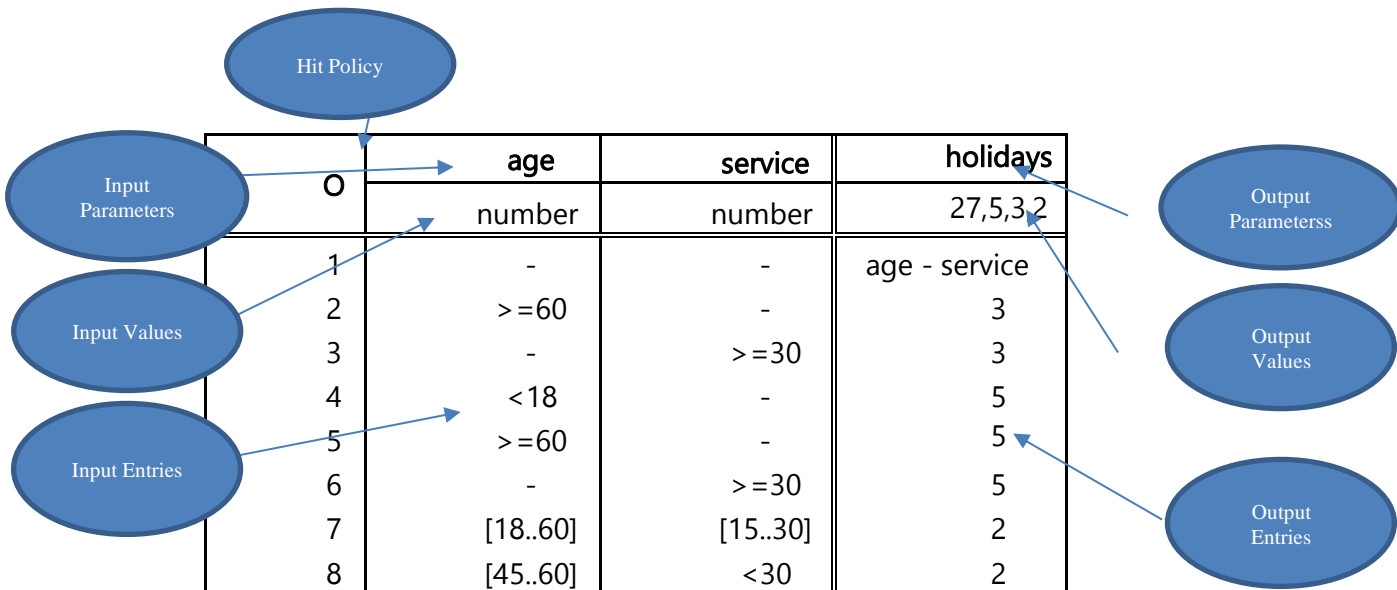 Hit Policy
Input
Parameters
Input Values
Input Entries
O age service holidays
number number 27,5,3,2
1 - - age - service
2 >=60 - 3
3 - >=30 3
4 <18 - 5
5 >=60 - 5
6 - >=30 5
7 [18..60] [15..30] 2
8 [45..60] <30 2
Output
Parameterss
Output
Values
Output
Entries